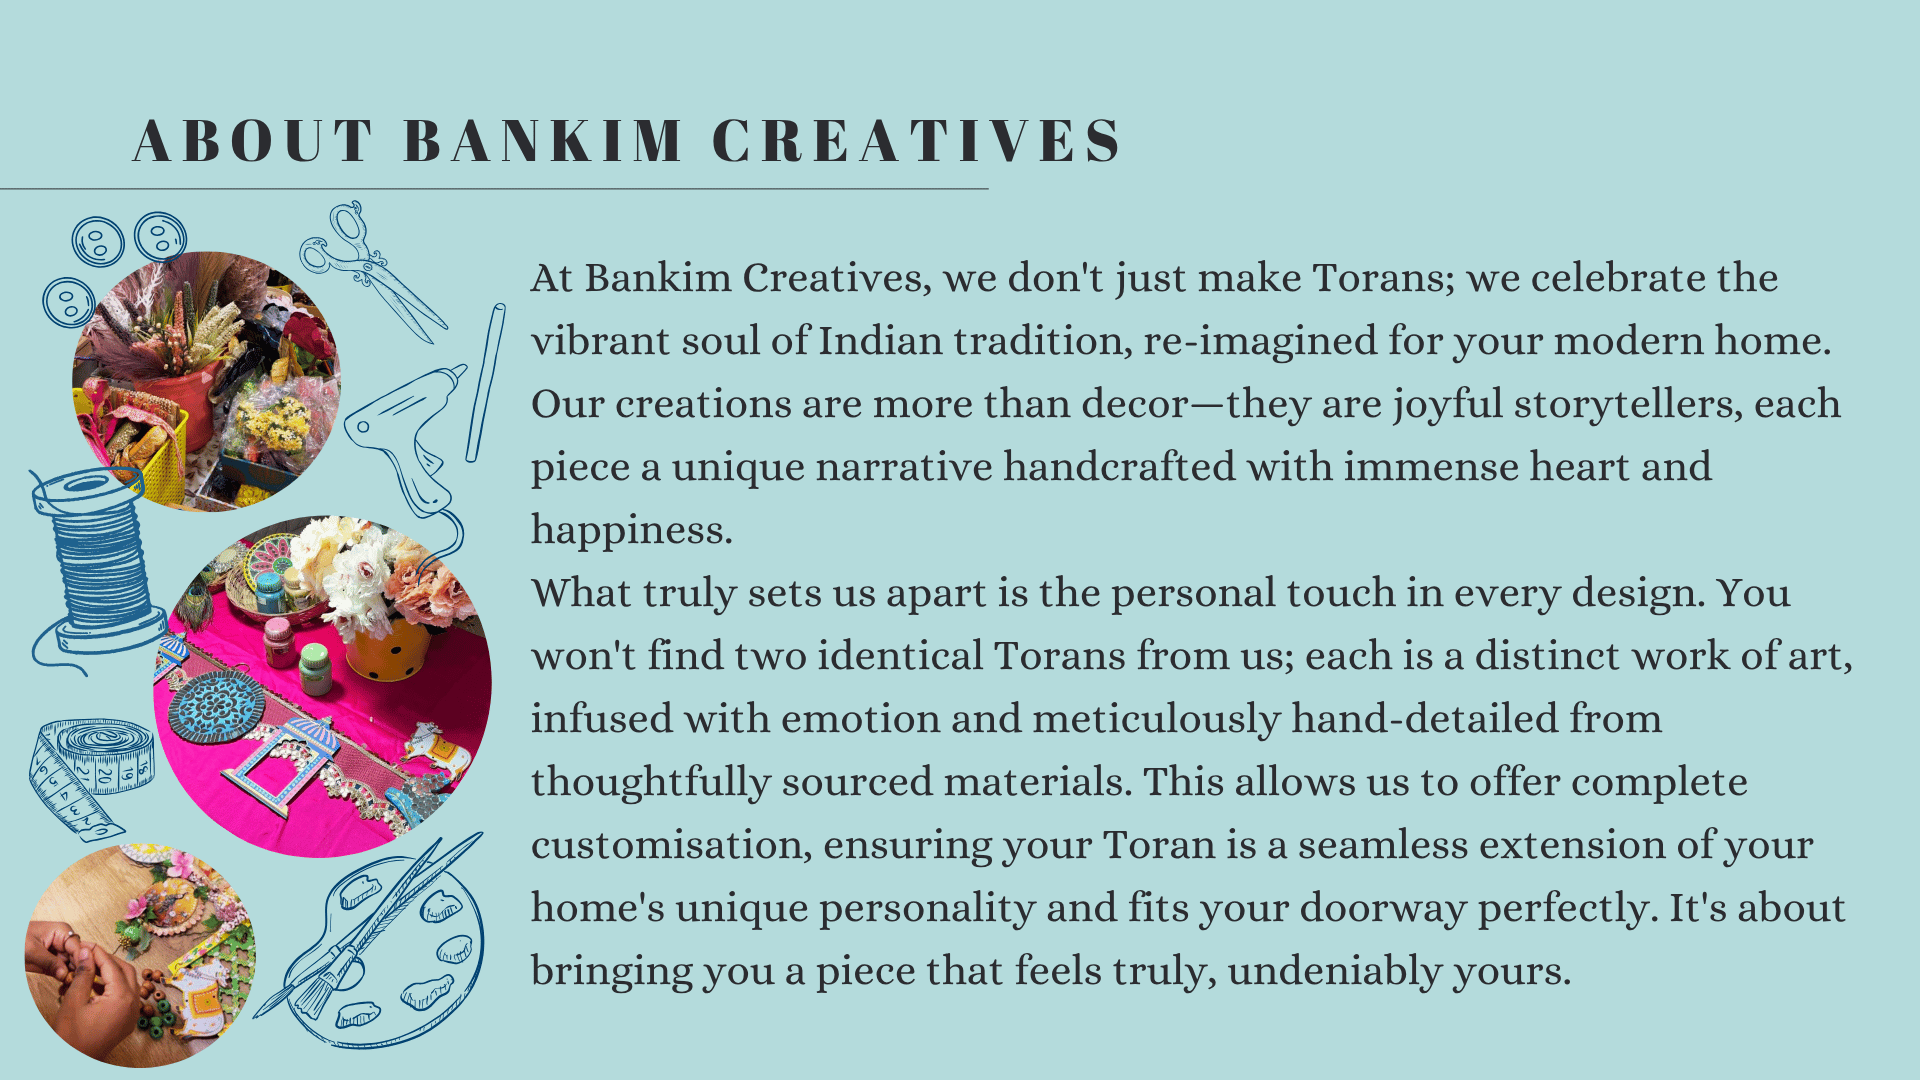 ABOUT BANKIM CREATIVES
At Bankim Creatives, we don't just make Torans; we celebrate the
vibrant soul of Indian tradition, re-imagined for your modern home.
Our creations are more than decor—they are joyful storytellers, each
piece a unique narrative handcrafted with immense heart and
happiness.
What truly sets us apart is the personal touch in every design. You
won't find two identical Torans from us; each is a distinct work of art,
infused with emotion and meticulously hand-detailed from
thoughtfully sourced materials. This allows us to offer complete
customisation, ensuring your Toran is a seamless extension of your
home's unique personality and fits your doorway perfectly. It's about
bringing you a piece that feels truly, undeniably yours.